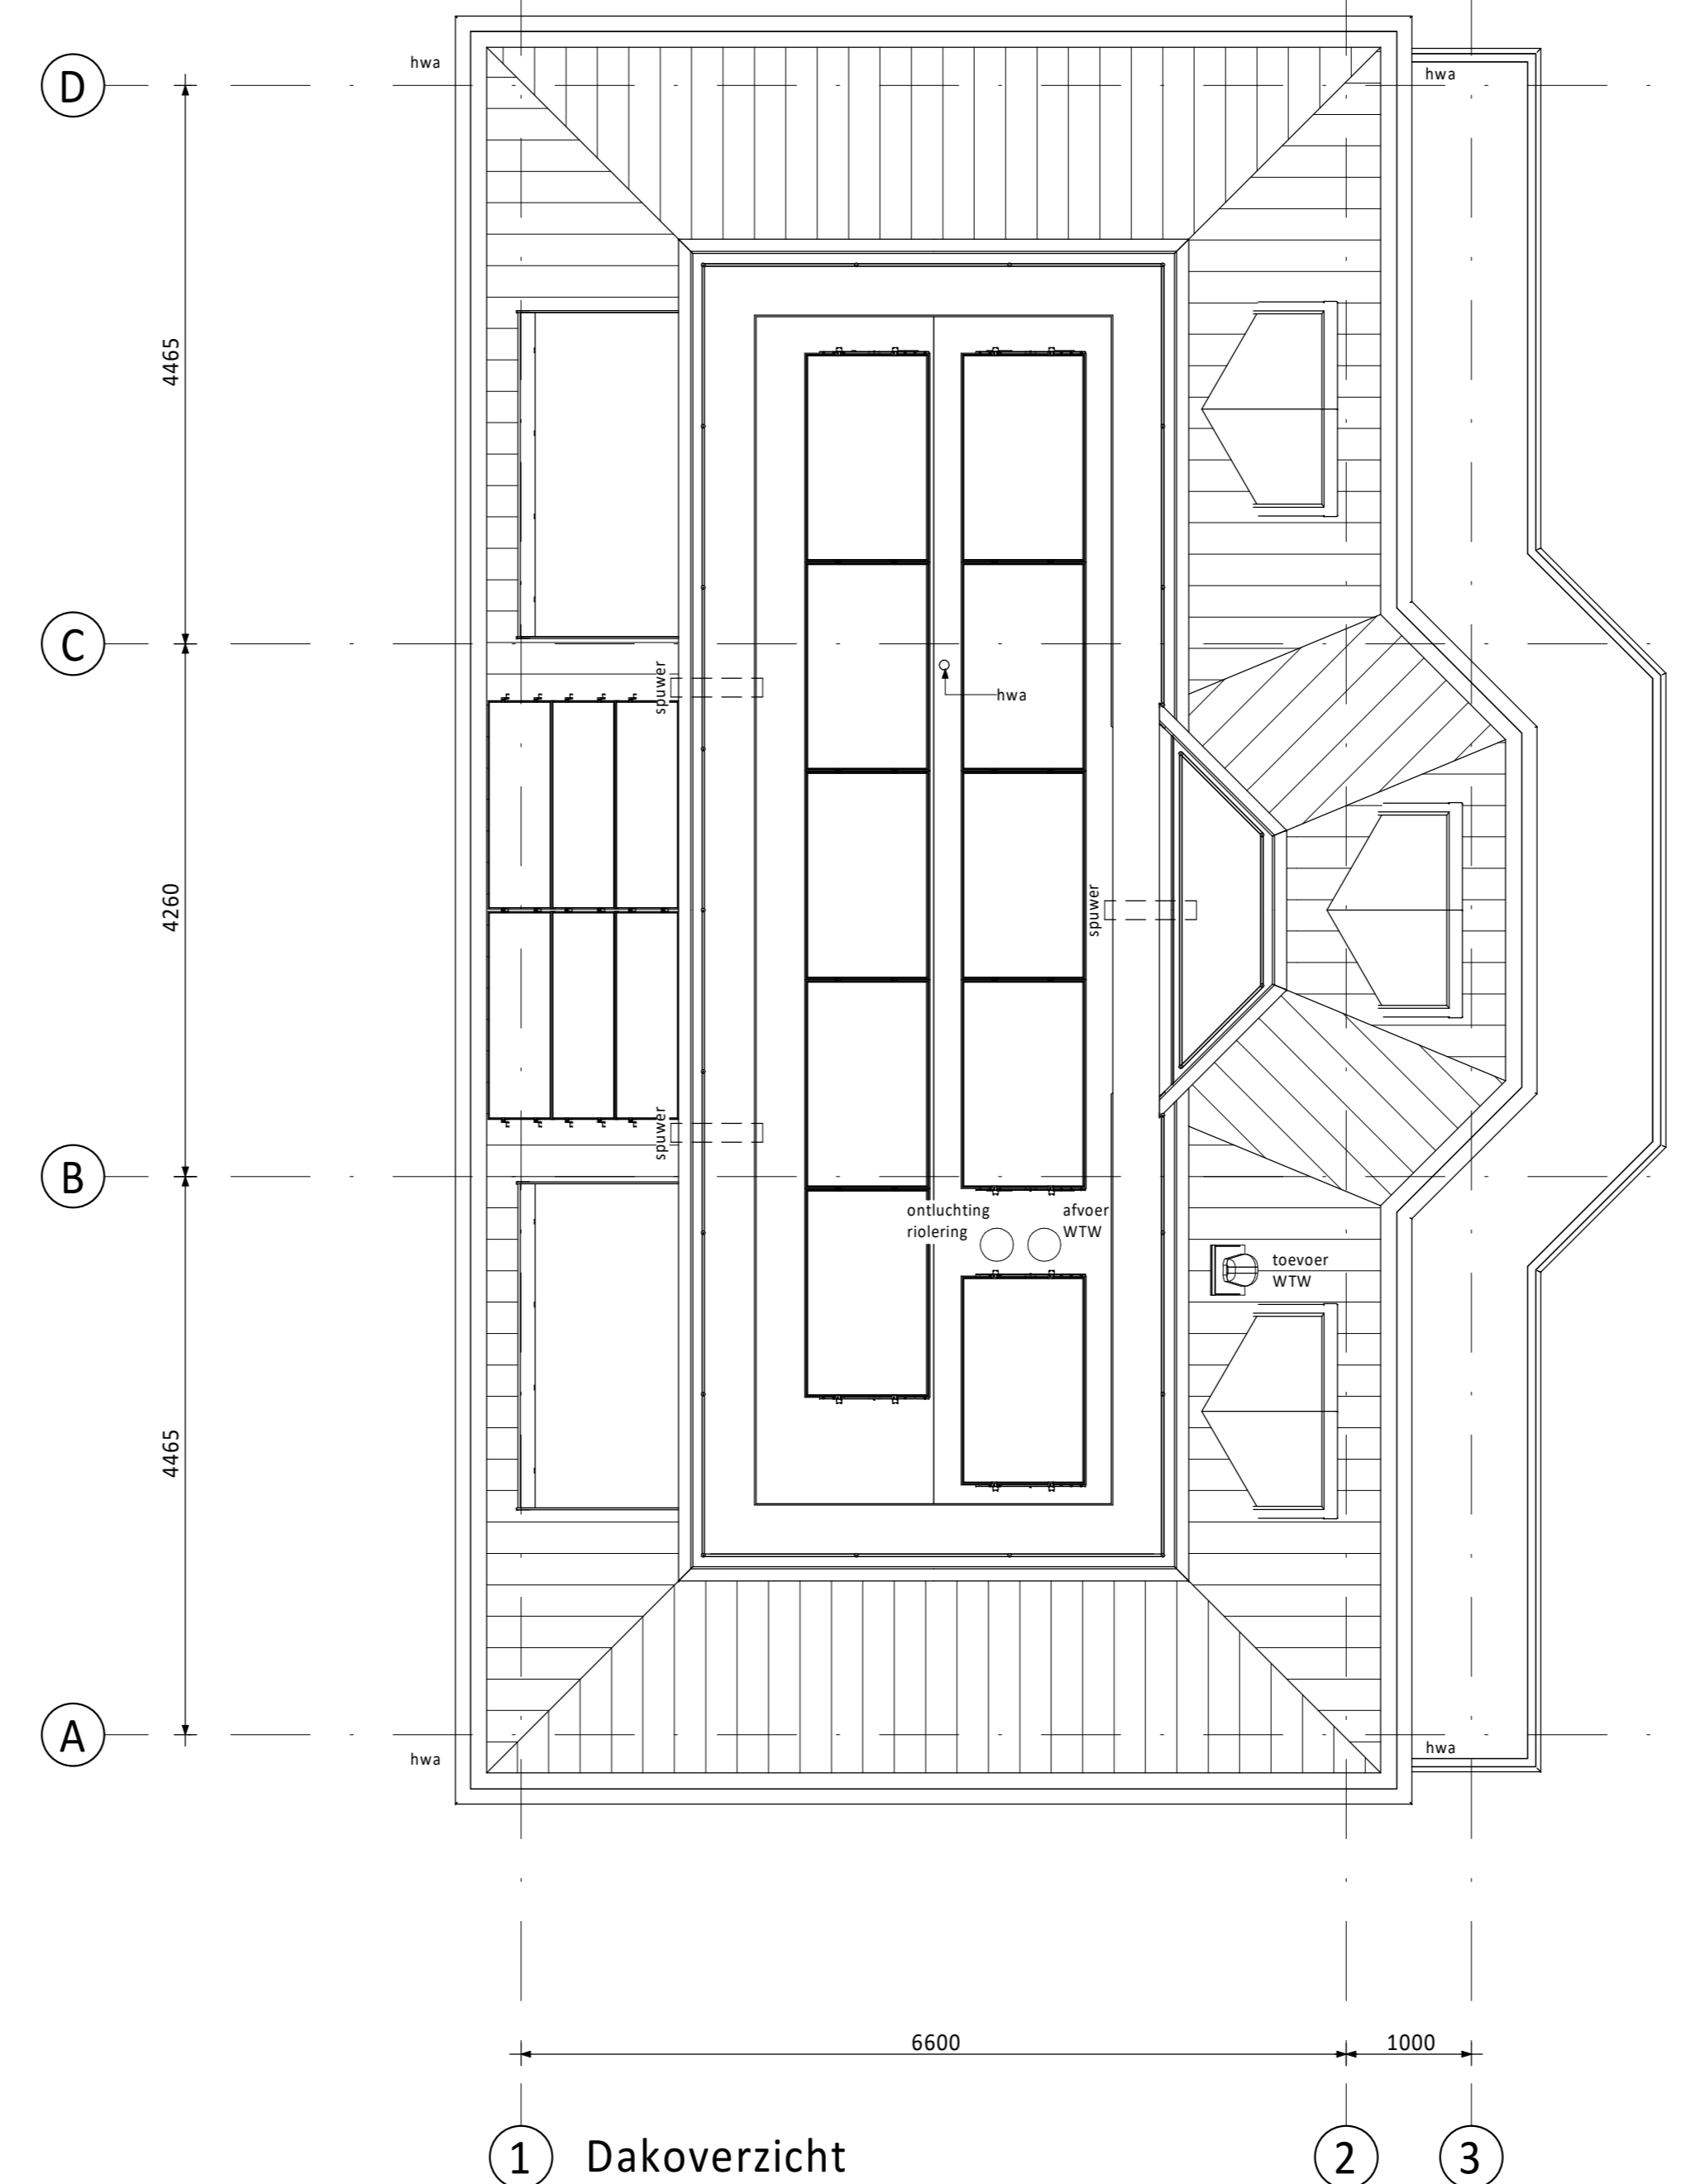 hwa
hwa
D
4465
C
spuwer
hwa
4260
spuwer
spuwer
B
ontluchting
riolering
afvoer
WTW
toevoer
WTW
4465
A
hwa
hwa
6600
1000
1
Dakoverzicht
2
3